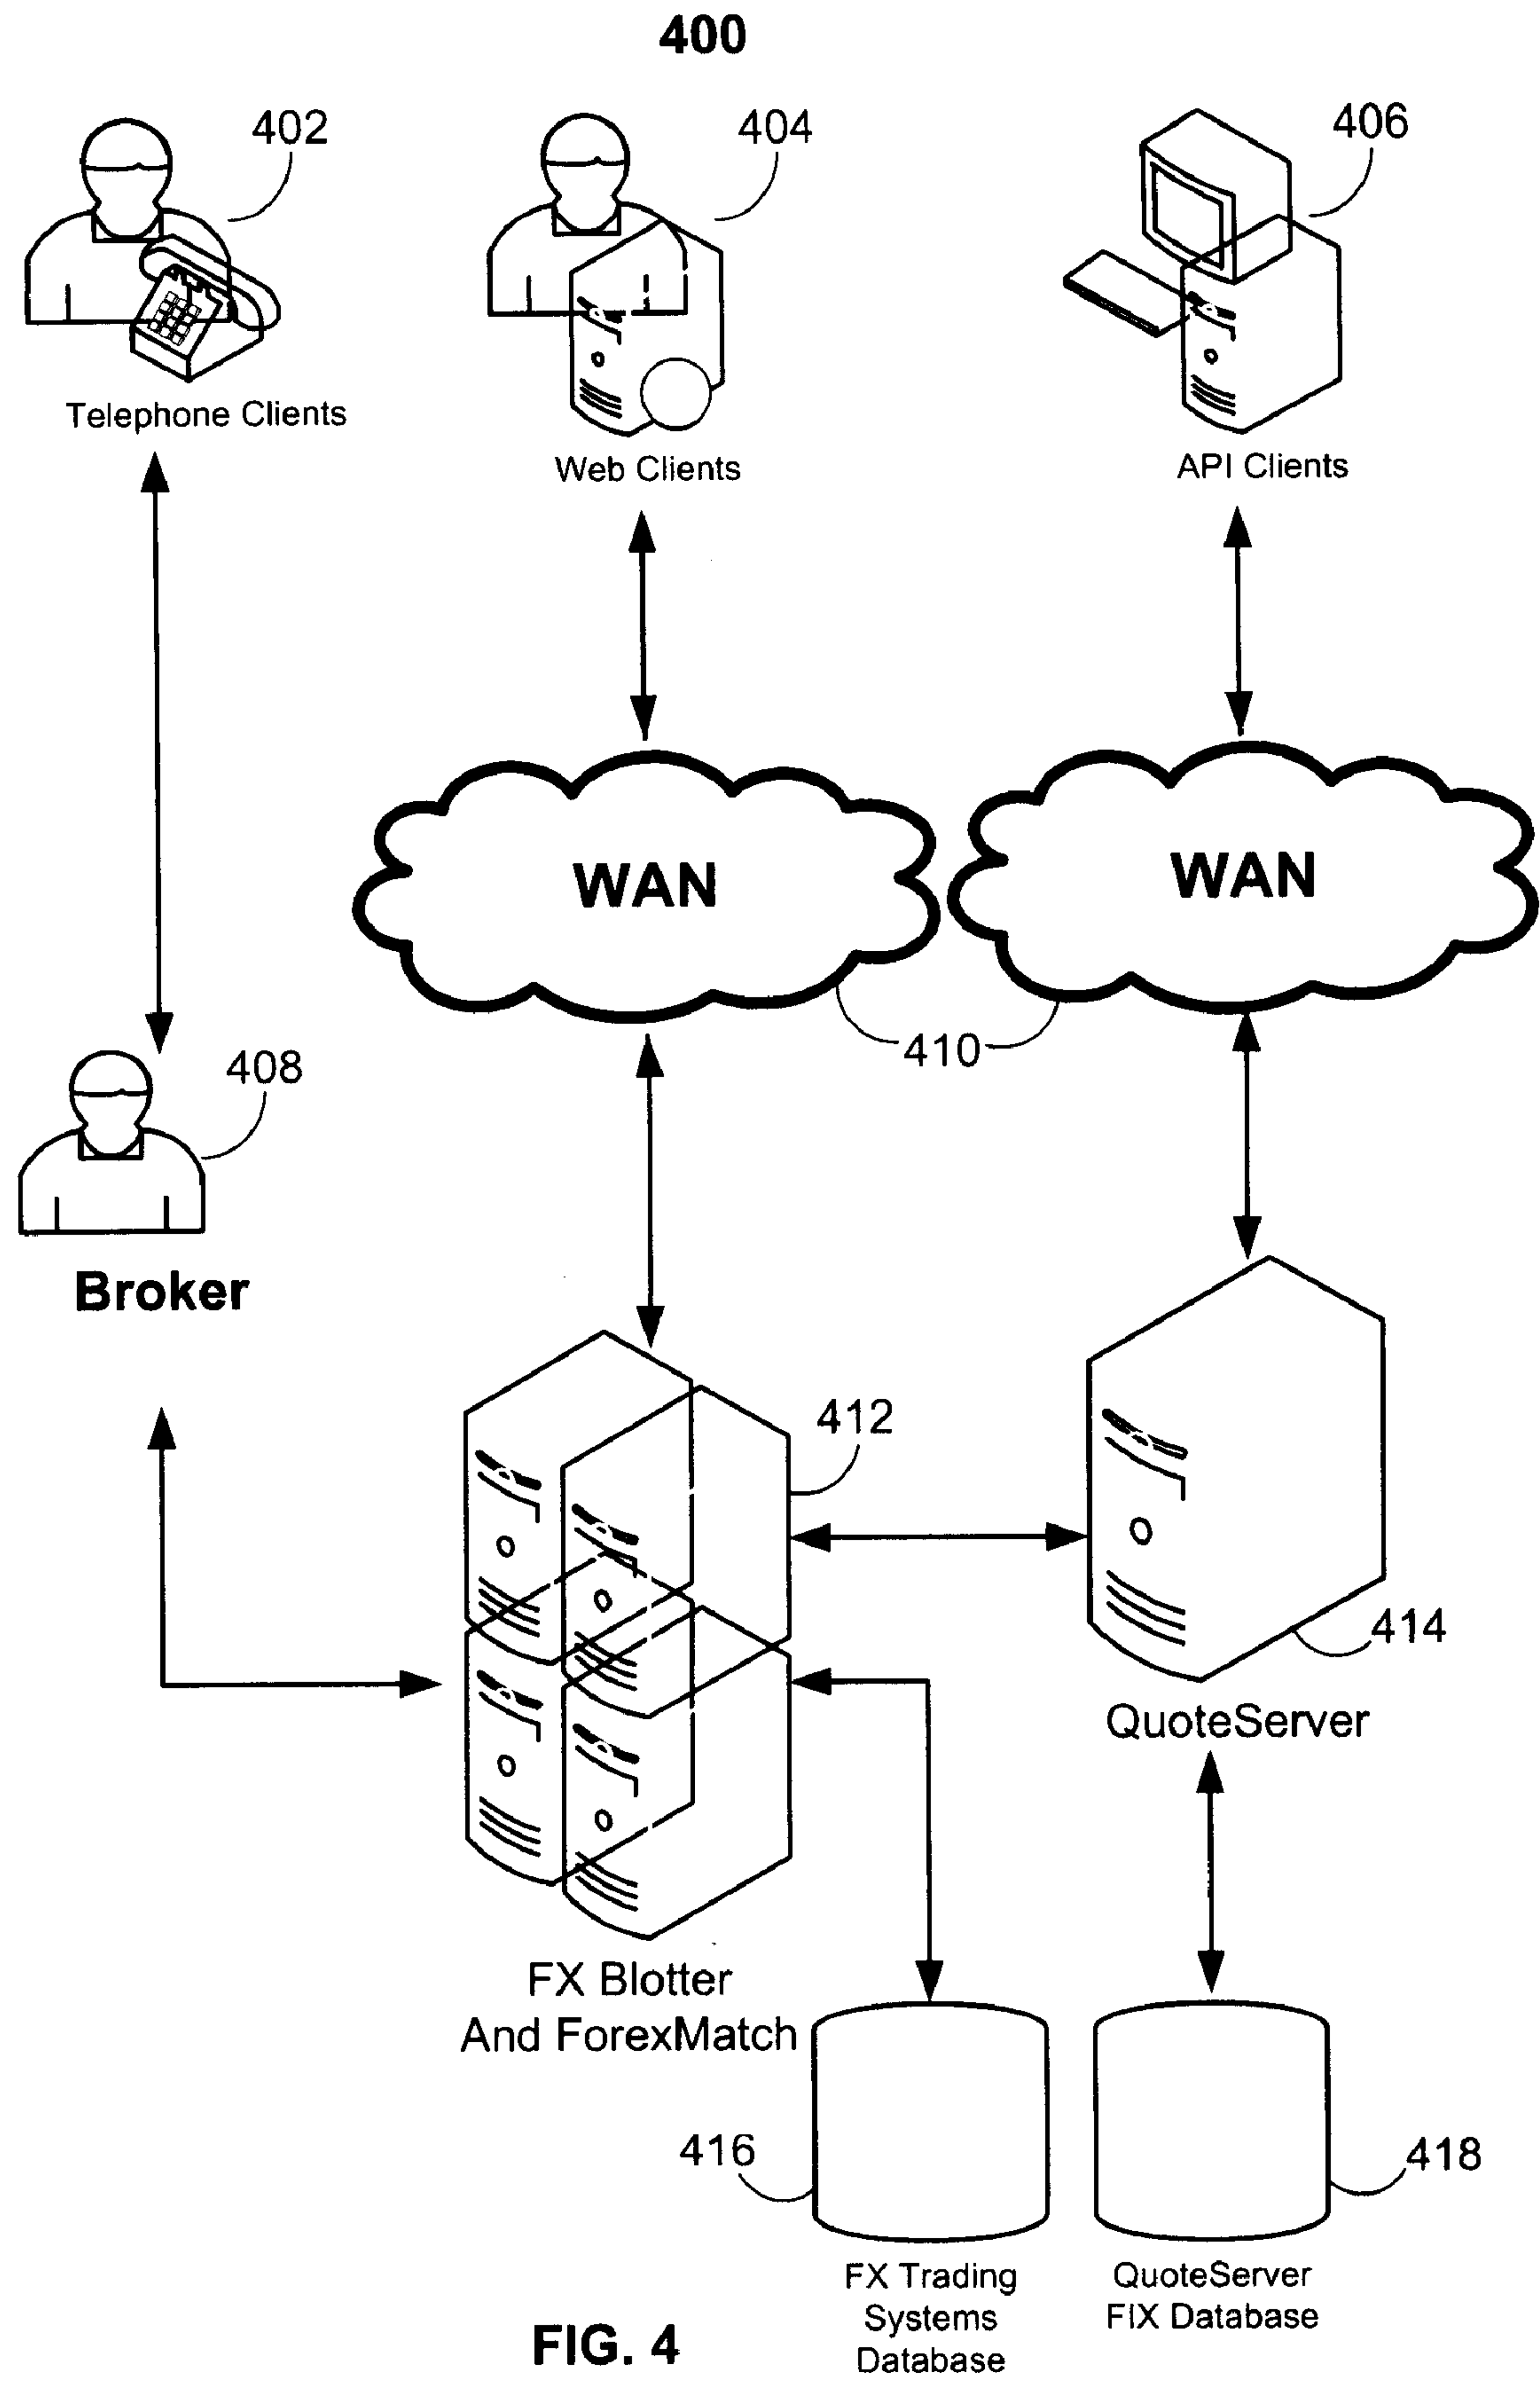 400
402
404
406
Telephone Clients
Web Clients
API Clients
WAN
WAN
410
408
Broker
412
414
QuoteServer
FX Blotter
And ForexMatch
416
418
FX Trading
Systems
Database
QuoteServer
FIX Database
FIG. 4